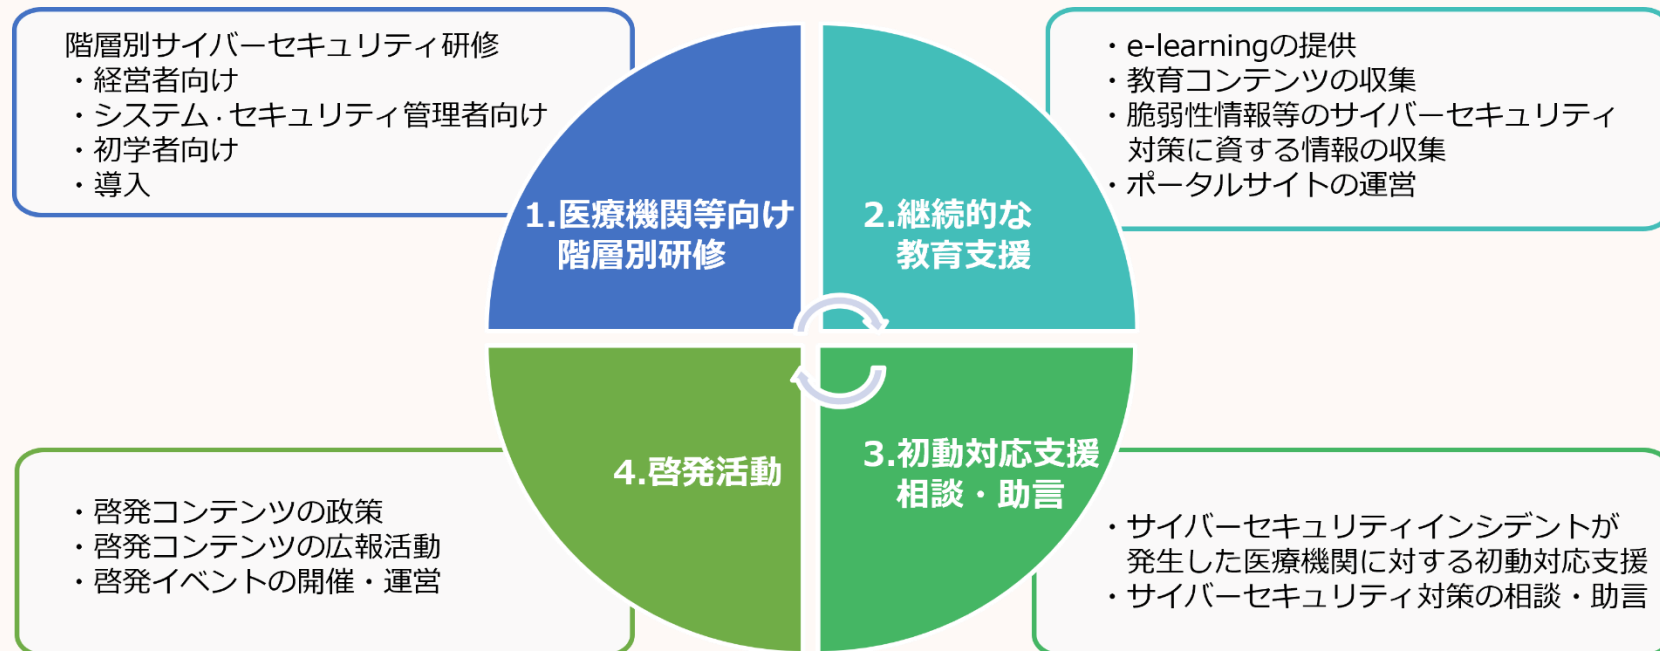 階層別サイバーセキュリティ研修
・経営者向け
・システム・セキュリティ管理者向け
・初学者向け
・導入
1.医療機関等向け
階層別研修
2.継続的な
教育支援
・e-learningの提供
・教育コンテンツの収集
・脆弱性情報等のサイバーセキュリティ
対策に資する情報の収集
・ポータルサイトの運営
3.初動対応支援
相談・助言
・サイバーセキュリティインシデントが
発生した医療機関に対する初動対応支援
・サイバーセキュリティ対策の相談・助言
4.啓発活動
・啓発コンテンツの政策
・啓発コンテンツの広報活動
・啓発イベントの開催・運営